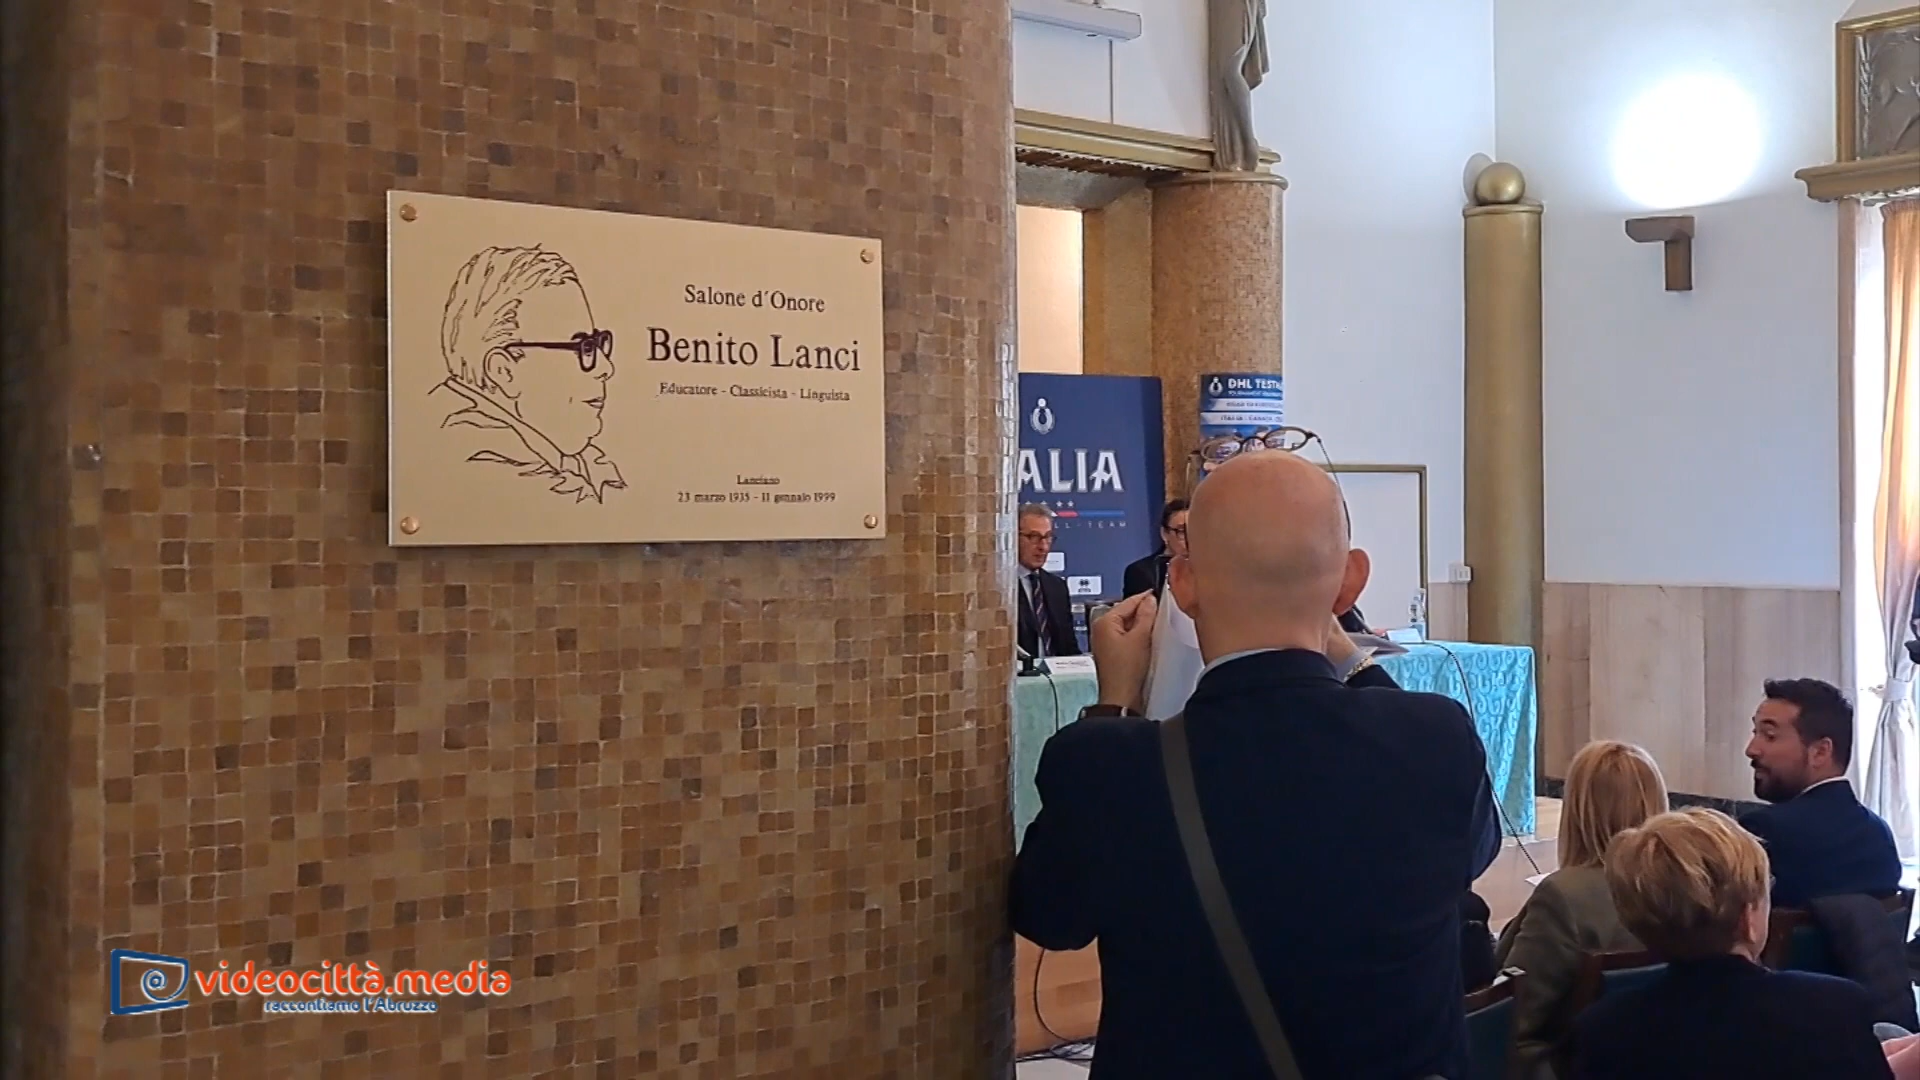 Salone d'Onore
Benito Lanci
Educatore - Classicista - Linguista
Lanciano
23 marzo 1935 - 11 gennaio 1999
ALIA
DHL TEST
videocittà.media
raccontiamo l'Abruzzo